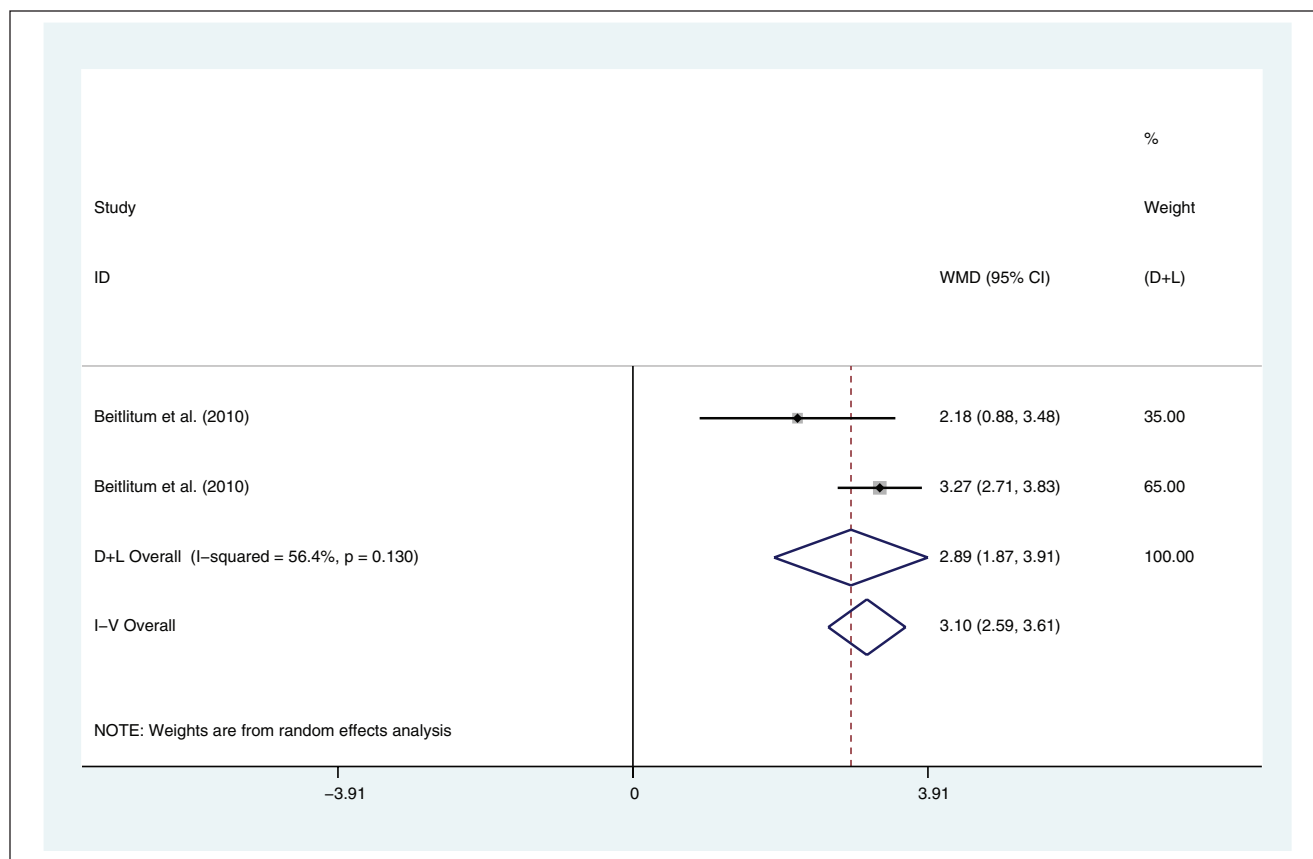 %
Study Weight
ID WMD (95% CI) (D+L)
Beitlitum et al. (2010) 2.18 (0.88, 3.48) 35.00
Beitlitum et al. (2010) 3.27 (2.71, 3.83) 65.00
D+L Overall (I−squared = 56.4%, p = 0.130) 2.89 (1.87, 3.91) 100.00
I−V Overall 3.10 (2.59, 3.61)
NOTE: Weights are from random effects analysis
−3.91 0 3.91